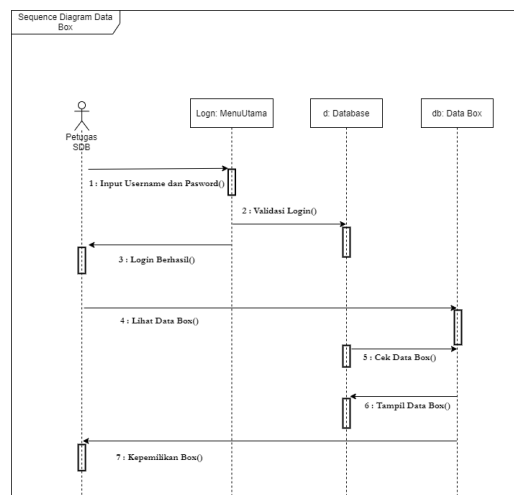 Sequence Diagram Data
Box
Logn: MenuUtama
d: Database
db: Data Box
Petugas
SDB
1 : Input Username dan Pasword()
2 : Validasi Login()
3 : Login Berhasil()
4 : Lihat Data Box()
5 : Cek Data Box()
6 : Tampil Data Box()
7 : Kepemilikan Box()